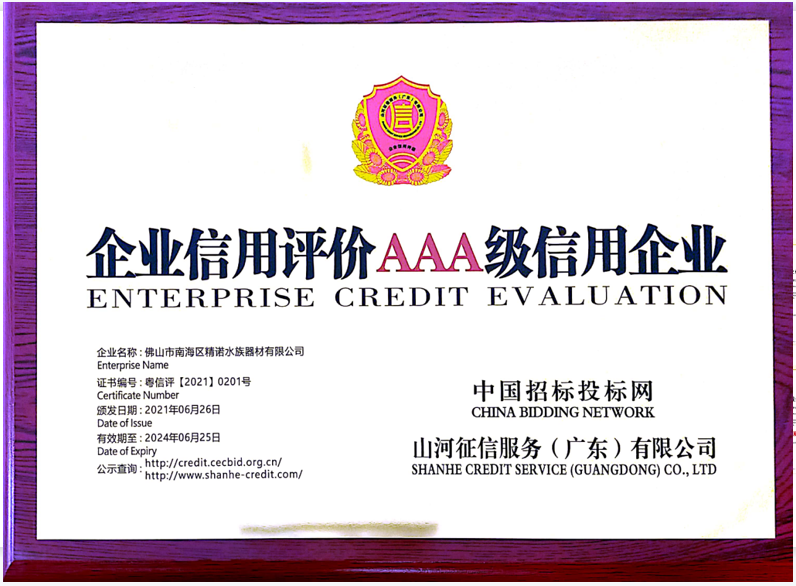 信
企业信用评价AAA级信用企业
ENTERPRISE CREDIT EVALUATION
企业名称：佛山市南海区精诺水族器材有限公司
Enterprise Name
证书编号：粤信评【2021】0201号
Certificate Number
颁发日期：2021年06月26日
Date of Issue
有效期至：2024年06月25日
Date of Expiry
公示查询：http://credit.cecbid.org.cn/
http://www.shanhe-credit.com/
中国招标投标网
CHINA BIDDING NETWORK
山河征信服务（广东）有限公司
SHANHE CREDIT SERVICE (GUANGDONG) CO., LTD